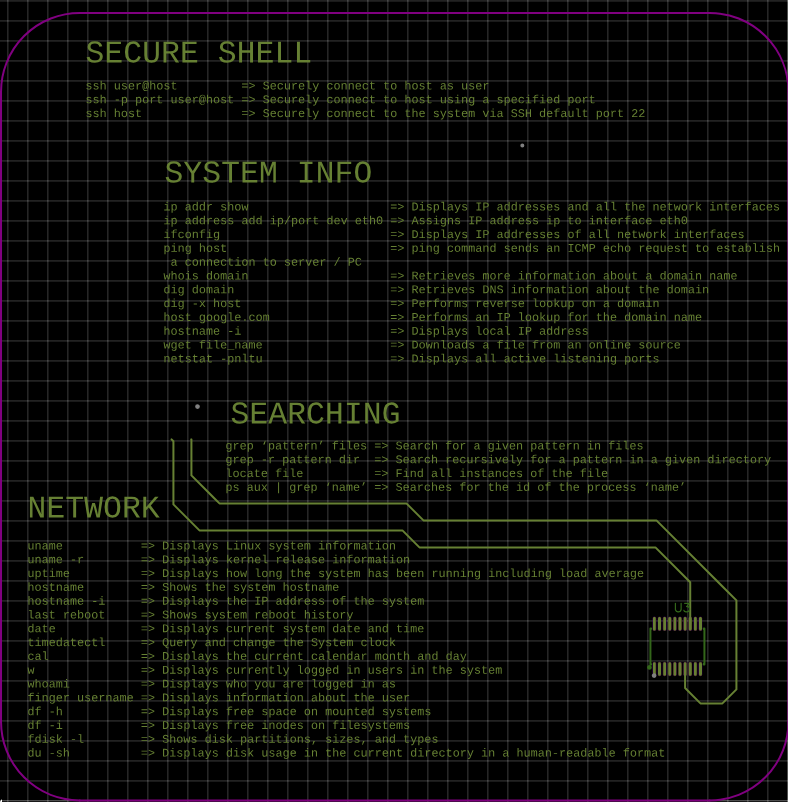 SECURE SHELL
ssh user@host => Securely connect to host as user
ssh -p port user@host => Securely connect to host using a specified port
ssh host => Securely connect to the system via SSH default port 22
SYSTEM INFO
ip addr show => Displays IP addresses and all the network interfaces
ip address add ip/port dev eth0 => Assigns IP address ip to interface eth0
ifconfig => Displays IP addresses of all network interfaces
ping host => ping command sends an ICMP echo request to establish
a connection to server / PC
whois domain => Retrieves more information about a domain name
dig domain => Retrieves DNS information about the domain
dig -x host => Performs reverse lookup on a domain
host google.com => Performs an IP lookup for the domain name
hostname -i => Displays local IP address
wget file_name => Downloads a file from an online source
netstat -pnltu => Displays all active listening ports
SEARCHING
grep ‘pattern’ files => Search for a given pattern in files
grep -r pattern dir => Search recursively for a pattern in a given directory
locate file => Find all instances of the file
ps aux | grep ‘name’ => Searches for the id of the process ‘name’
NETWORK
uname => Displays Linux system information
uname -r => Displays kernel release information
uptime => Displays how long the system has been running including load average
hostname => Shows the system hostname
hostname -i => Displays the IP address of the system
last reboot => Shows system reboot history
date => Displays current system date and time
timedatectl => Query and change the System clock
cal => Displays the current calendar month and day
w => Displays currently logged in users in the system
whoami => Displays who you are logged in as
finger username => Displays information about the user
df -h => Displays free space on mounted systems
df -i => Displays free inodes on filesystems
fdisk -l => Shows disk partitions, sizes, and types
du -sh => Displays disk usage in the current directory in a human-readable format
U3